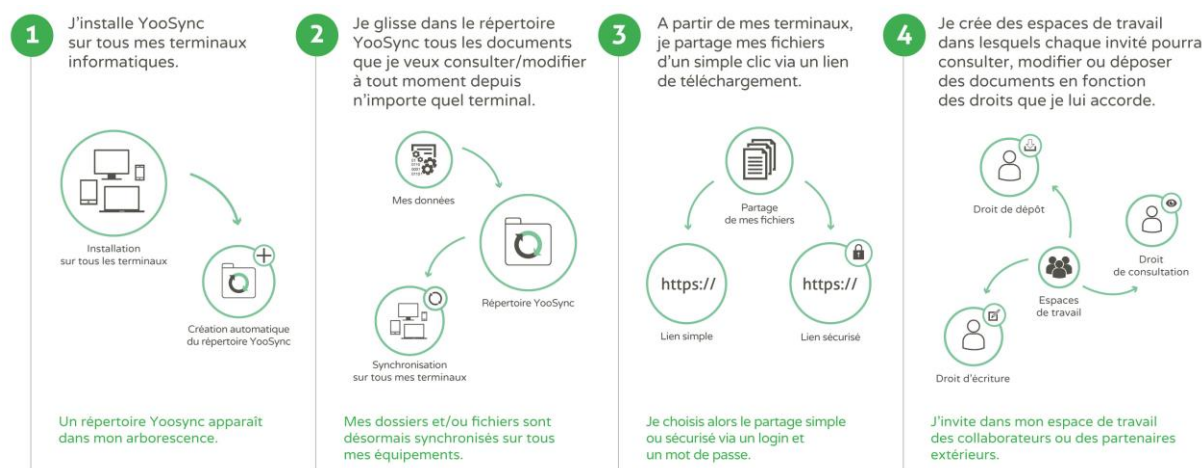 1
J'installe YooSync
sur tous mes terminaux
informatiques.
Installation
sur tous les terminaux
Création automatique
du répertoire YooSync
Un répertoire Yoosync apparaît
dans mon arborescence.
2
Je glisse dans le répertoire
YooSync tous les documents
que je veux consulter/modifier
à tout moment depuis
n'importe quel terminal.
Mes données
Répertoire YooSync
Synchronisation
sur tous mes terminaux
Mes dossiers et/ou fichiers sont
désormais synchronisés sur tous
mes équipements.
3
A partir de mes terminaux,
je partage mes fichiers
d'un simple clic via un lien
de téléchargement.
Partage
de mes fichiers
https://
https://
Lien simple
Lien sécurisé
Je choisis alors le partage simple
ou sécurisé via un login et
un mot de passe.
4
Je crée des espaces de travail
dans lesquels chaque invité pourra
consulter, modifier ou déposer
des documents en fonction
des droits que je lui accorde.
Droit de dépôt
Droit
de consultation
Espaces
de travail
Droit d'écriture
J'invite dans mon espace de travail
des collaborateurs ou des partenaires
extérieurs.